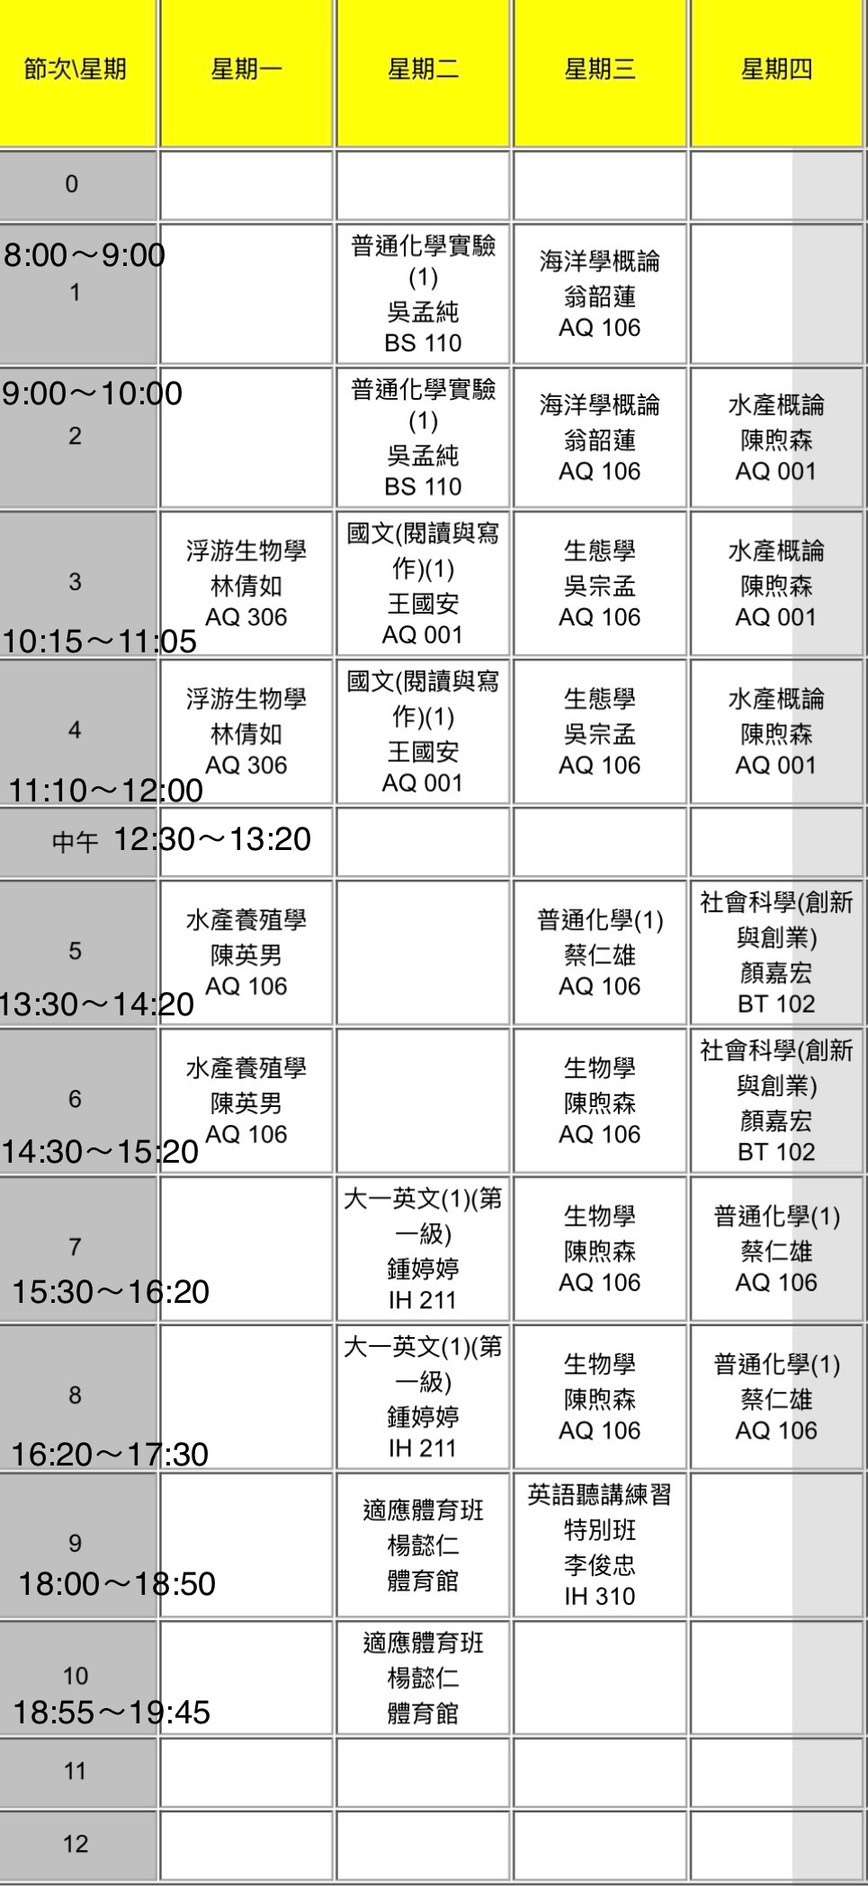 節次\星期 星期一 星期二 星期三 星期四
0
8:00～9:00
1
普通化學實驗
(1)
吳孟純
BS 110
海洋學概論
翁韶蓮
AQ 106
9:00～10:00
2
普通化學實驗
(1)
吳孟純
BS 110
海洋學概論
翁韶蓮
AQ 106
水產概論
陳煦森
AQ 001
3
10:15～11:05
浮游生物學
林倩如
AQ 306
國文(閱讀與寫
作)(1)
王國安
AQ 001
生態學
吳宗孟
AQ 106
水產概論
陳煦森
AQ 001
4
11:10～12:00
浮游生物學
林倩如
AQ 306
國文(閱讀與寫
作)(1)
王國安
AQ 001
生態學
吳宗孟
AQ 106
水產概論
陳煦森
AQ 001
中午 12:30～13:20
5
13:30～14:20
水產養殖學
陳英男
AQ 106
普通化學(1)
蔡仁雄
AQ 106
社會科學(創新
與創業)
顏嘉宏
BT 102
6
14:30～15:20
水產養殖學
陳英男
AQ 106
生物學
陳煦森
AQ 106
社會科學(創新
與創業)
顏嘉宏
BT 102
7
15:30～16:20
大一英文(1)(第
一級)
鍾婷婷
IH 211
生物學
陳煦森
AQ 106
普通化學(1)
蔡仁雄
AQ 106
8
16:20～17:30
大一英文(1)(第
一級)
鍾婷婷
IH 211
生物學
陳煦森
AQ 106
普通化學(1)
蔡仁雄
AQ 106
9
18:00～18:50
適應體育班
楊懿仁
體育館
英語聽講練習
特別班
李俊忠
IH 310
10
18:55～19:45
適應體育班
楊懿仁
體育館
11
12